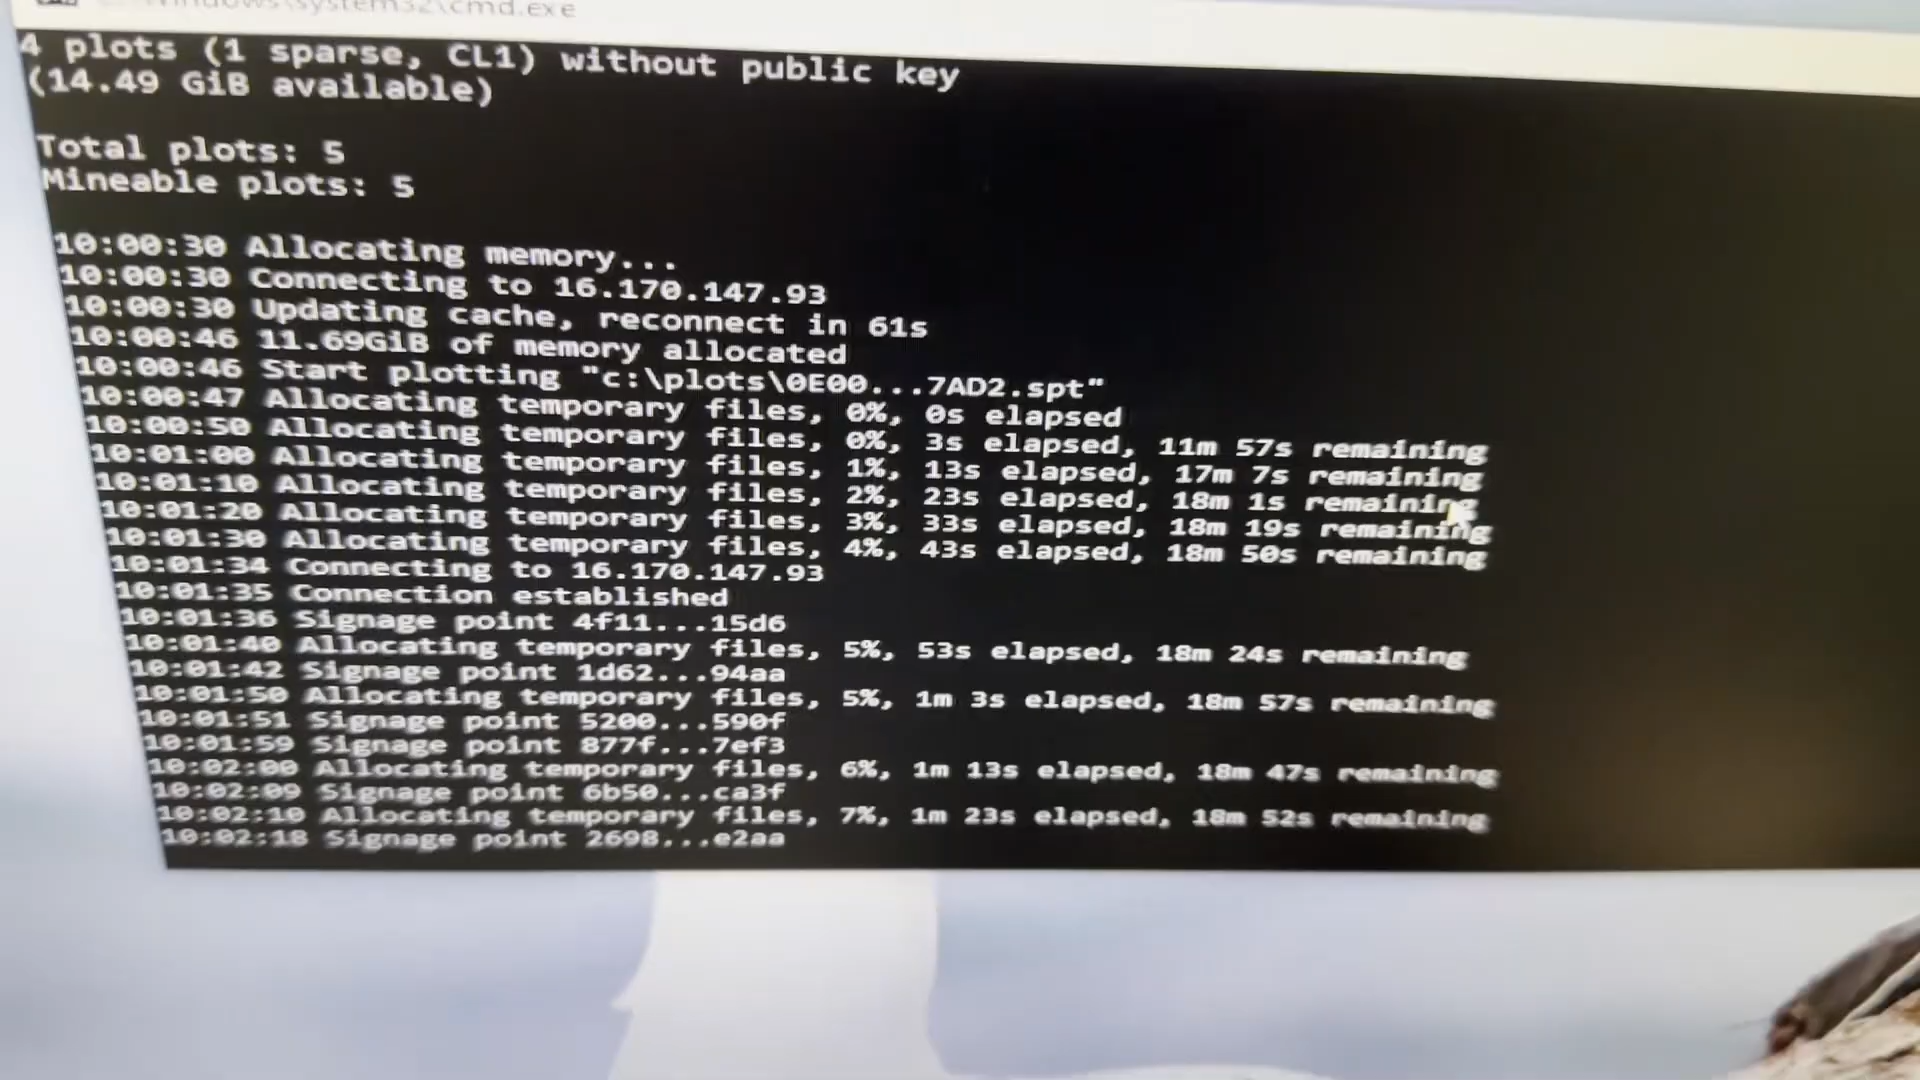 Windows\system32\cmd.exe
4 plots (1 sparse, CL1) without public key
(14.49 GiB available)
Total plots: 5
Mineable plots: 5
10:00:30 Allocating memory...
10:00:30 Connecting to 16.170.147.93
10:00:30 Updating cache, reconnect in 61s
10:00:46 11.69GiB of memory allocated
10:00:46 Start plotting "c:\plots\0E00...7AD2.spt"
10:00:47 Allocating temporary files, 0%, 0s elapsed
10:00:50 Allocating temporary files, 0%, 3s elapsed, 11m 57s remaining
10:01:00 Allocating temporary files, 1%, 13s elapsed, 17m 7s remaining
10:01:10 Allocating temporary files, 2%, 23s elapsed, 18m 1s remaining
10:01:20 Allocating temporary files, 3%, 33s elapsed, 18m 19s remaining
10:01:30 Allocating temporary files, 4%, 43s elapsed, 18m 50s remaining
10:01:34 Connecting to 16.170.147.93
10:01:35 Connection established
10:01:36 Signage point 4f11...15d6
10:01:40 Allocating temporary files, 5%, 53s elapsed, 18m 24s remaining
10:01:42 Signage point 1d62...94aa
10:01:50 Allocating temporary files, 5%, 1m 3s elapsed, 18m 57s remaining
10:01:51 Signage point 5200...590f
10:01:59 Signage point 877f...7ef3
10:02:00 Allocating temporary files, 6%, 1m 13s elapsed, 18m 47s remaining
10:02:09 Signage point 6b50...ca3f
10:02:10 Allocating temporary files, 7%, 1m 23s elapsed, 18m 52s remaining
10:02:18 Signage point 2698...e2aa